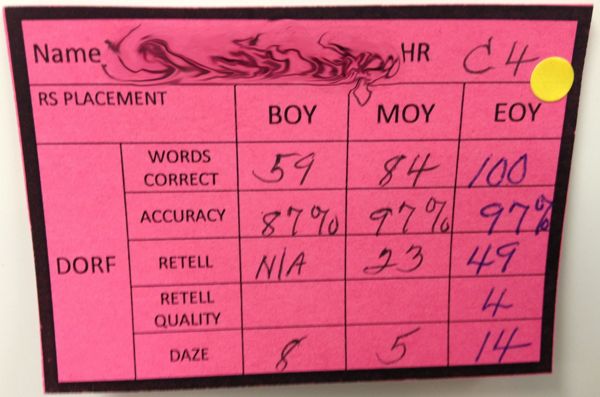 Name HR C4
RS PLACEMENT BOY MOY EOY
DORF
WORDS CORRECT 59 84 100
ACCURACY 87% 97% 97%
RETELL N/A 23 49
RETELL QUALITY 4
DAZE 8 5 14